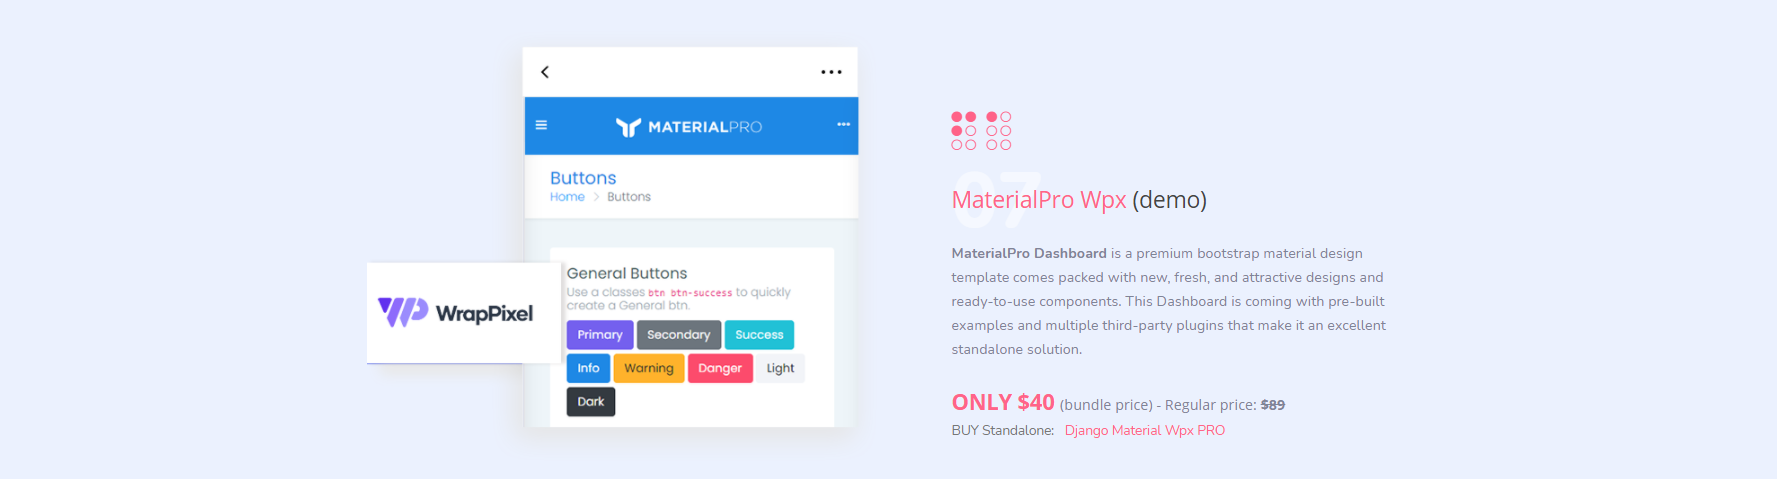 MATERIALPRO
Buttons
Home > Buttons
General Buttons
Use a classes btn btn-success to quickly
create a General btn.
Primary Secondary Success
Info Warning Danger Light
Dark
WrapPixel
07
MaterialPro Wpx (demo)
MaterialPro Dashboard is a premium bootstrap material design
template comes packed with new, fresh, and attractive designs and
ready-to-use components. This Dashboard is coming with pre-built
examples and multiple third-party plugins that make it an excellent
standalone solution.
ONLY $40 (bundle price) - Regular price: $89
BUY Standalone: Django Material Wpx PRO